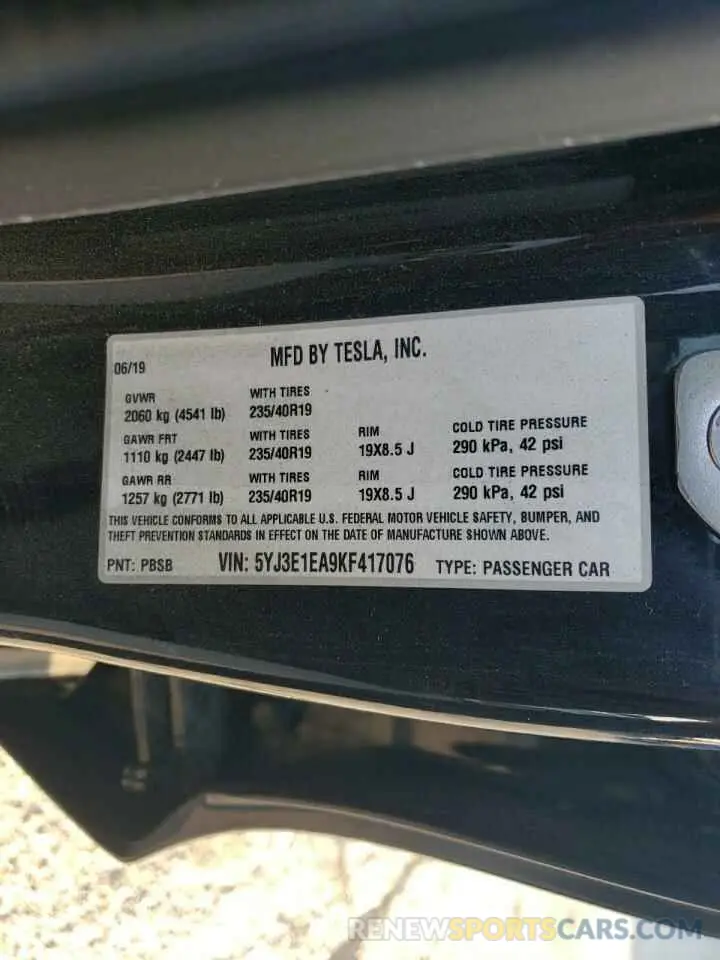 06/19 MFD BY TESLA, INC.
GVWR WITH TIRES
2060 kg (4541 lb) 235/40R19
GAWR FRT WITH TIRES RIM COLD TIRE PRESSURE
1110 kg (2447 lb) 235/40R19 19X8.5 J 290 kPa, 42 psi
GAWR RR WITH TIRES RIM COLD TIRE PRESSURE
1257 kg (2771 lb) 235/40R19 19X8.5 J 290 kPa, 42 psi
THIS VEHICLE CONFORMS TO ALL APPLICABLE U.S. FEDERAL MOTOR VEHICLE SAFETY, BUMPER, AND
THEFT PREVENTION STANDARDS IN EFFECT ON THE DATE OF MANUFACTURE SHOWN ABOVE.
PNT: PBSB VIN: 5YJ3E1EA9KF417076 TYPE: PASSENGER CAR
RENEWSPORTSCARS.COM